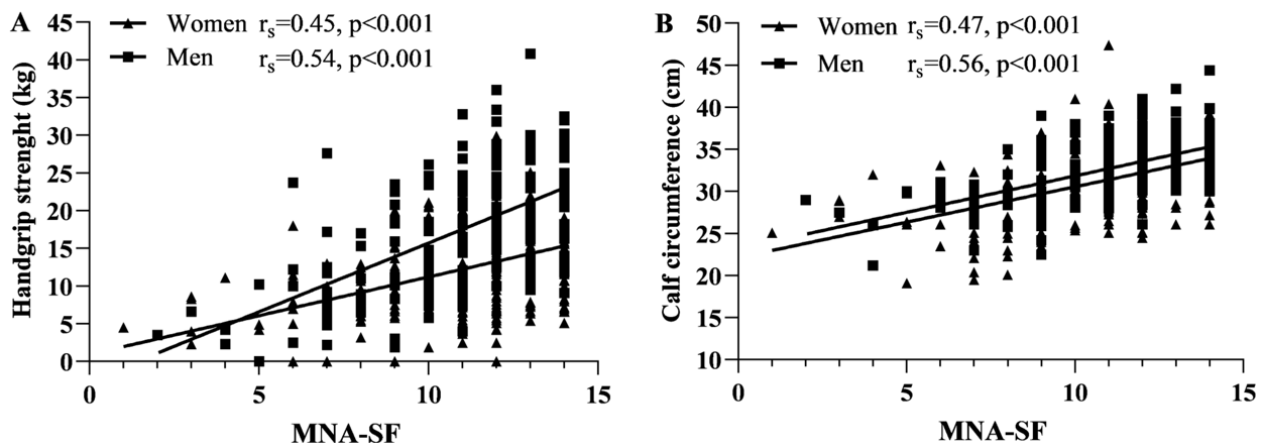 A
Women r_s=0.45, p<0.001
Men r_s=0.54, p<0.001
Handgrip strenght (kg)
45
40
35
30
25
20
15
10
5
0
0 5 10 15
MNA-SF
B
Women r_s=0.47, p<0.001
Men r_s=0.56, p<0.001
Calf circumference (cm)
50
45
40
35
30
25
20
15
10
0 5 10 15
MNA-SF